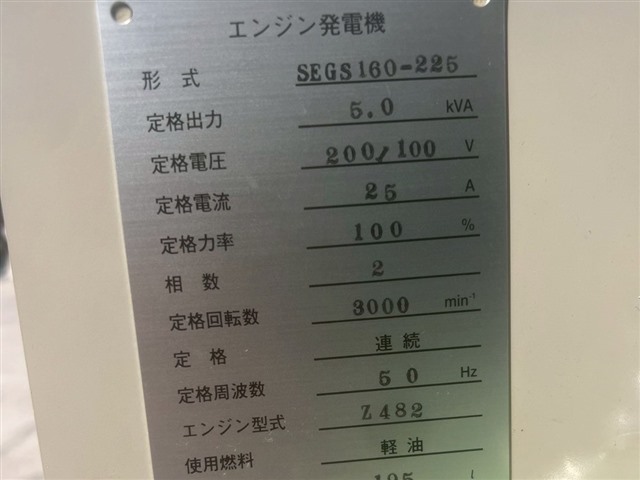 エンジン発電機
形式 SEGS160-225
定格出力 5.0 kVA
定格電圧 200/100 V
定格電流 25 A
定格力率 100 %
相数 2
定格回転数 3000 min⁻¹
定格 連続
定格周波数 50 Hz
エンジン型式 Z482
使用燃料 軽油
195 ℓ